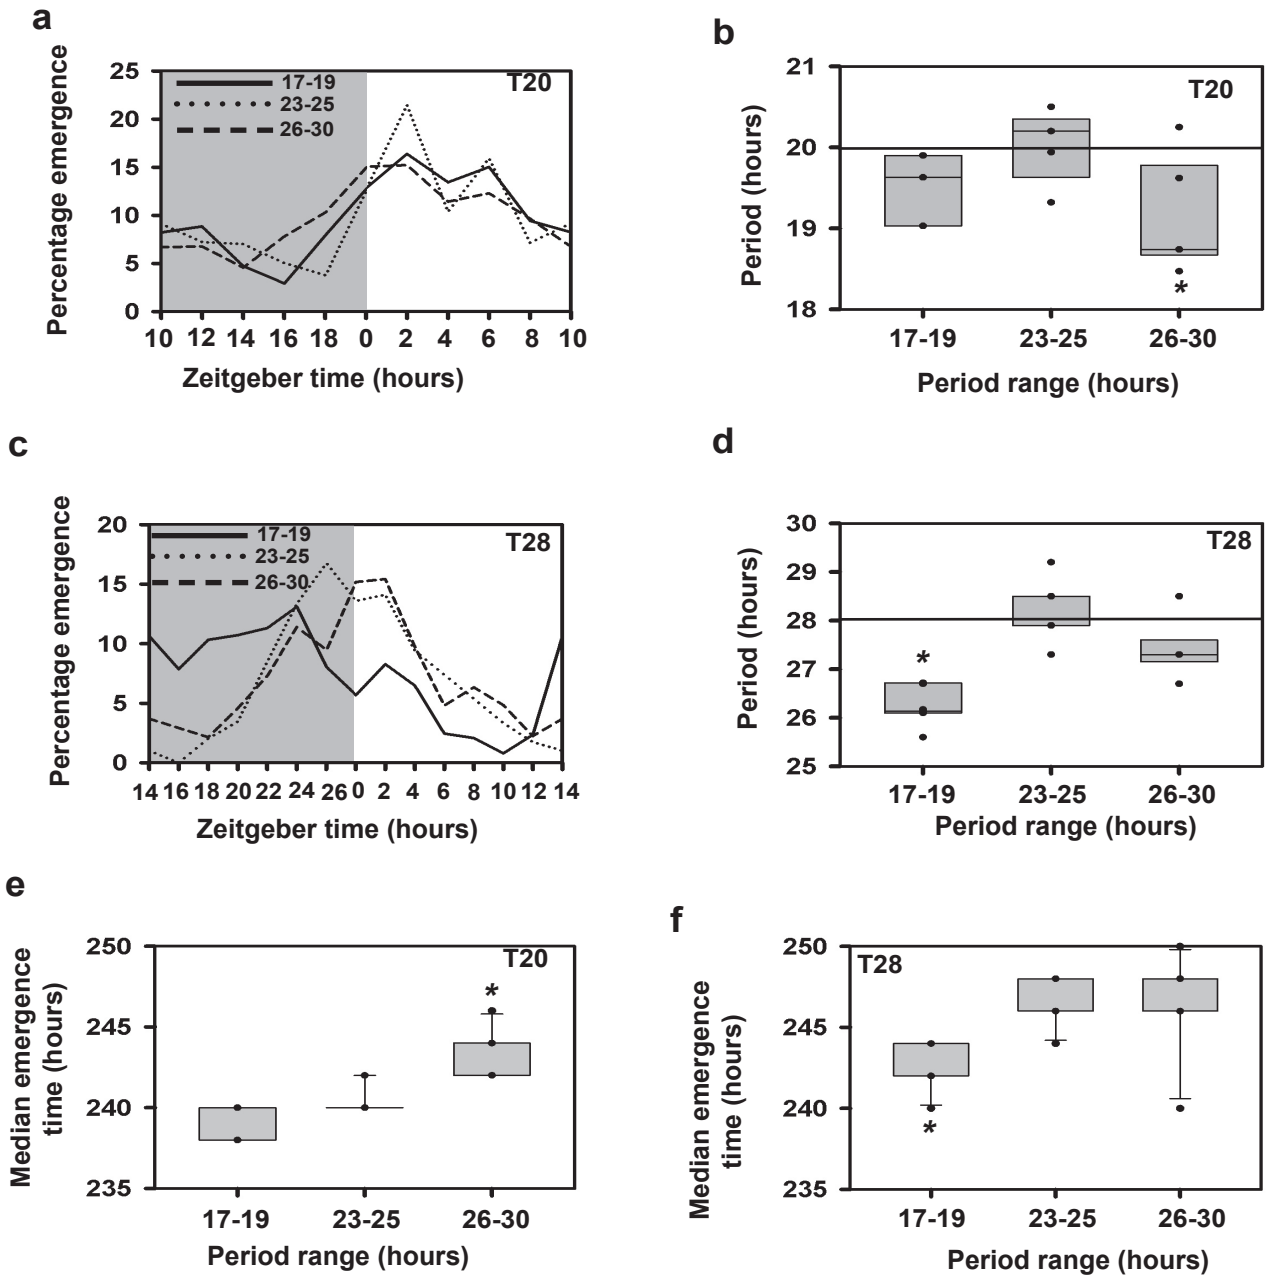 a
Percentage emergence
25
20
15
10
5
0
17-19
23-25
26-30
T20
10 12 14 16 18 0 2 4 6 8 10
Zeitgeber time (hours)
b
Period (hours)
21
20
19
18
T20
*
17-19 23-25 26-30
Period range (hours)
c
Percentage emergence
20
15
10
5
0
17-19
23-25
26-30
T28
14 16 18 20 22 24 26 0 2 4 6 8 10 12 14
Zeitgeber time (hours)
d
Period (hours)
30
29
28
27
26
25
T28
*
17-19 23-25 26-30
Period range (hours)
e
Median emergence
time (hours)
250
245
240
235
T20
*
17-19 23-25 26-30
Period range (hours)
f
Median emergence
time (hours)
250
245
240
235
T28
*
17-19 23-25 26-30
Period range (hours)